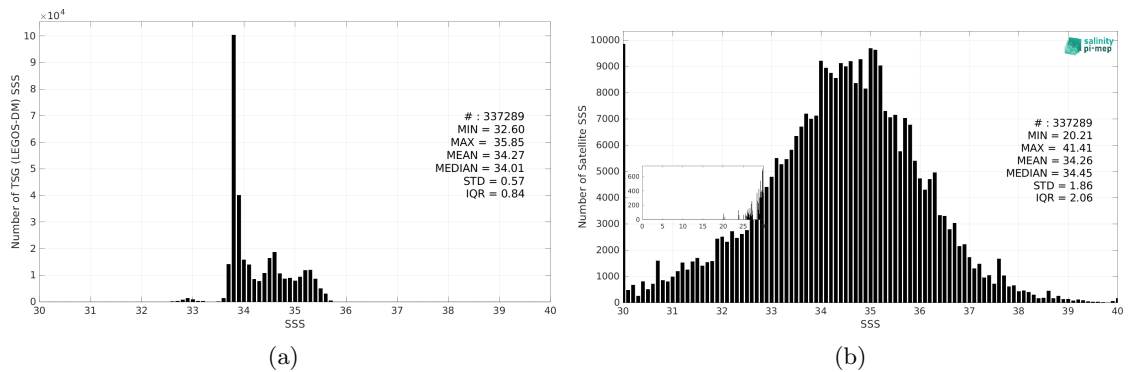 ×10⁴
10
9
8
7
6
5
4
3
2
1
0
Number of TSG (LEGOS-DM) SSS
# : 337289
MIN = 32.60
MAX = 35.85
MEAN = 34.27
MEDIAN = 34.01
STD = 0.57
IQR = 0.84
30 31 32 33 34 35 36 37 38 39 40
SSS
(a)
salinity
pi-mep
10000
9000
8000
7000
6000
5000
4000
3000
2000
1000
0
Number of Satellite SSS
# : 337289
MIN = 20.21
MAX = 41.41
MEAN = 34.26
MEDIAN = 34.45
STD = 1.86
IQR = 2.06
600
400
200
0
0 5 10 15 20 25
30 31 32 33 34 35 36 37 38 39 40
SSS
(b)